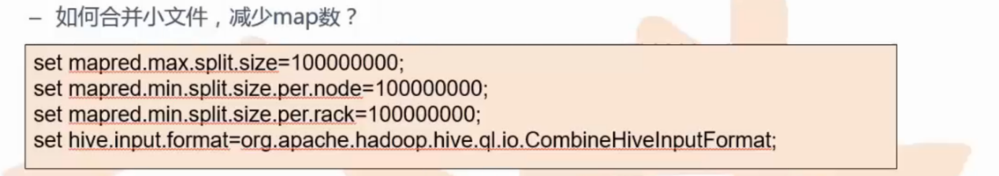 – 如何合并小文件，减少map数？
set mapred.max.split.size=100000000;
set mapred.min.split.size.per.node=100000000;
set mapred.min.split.size.per.rack=100000000;
set hive.input.format=org.apache.hadoop.hive.ql.io.CombineHiveInputFormat;